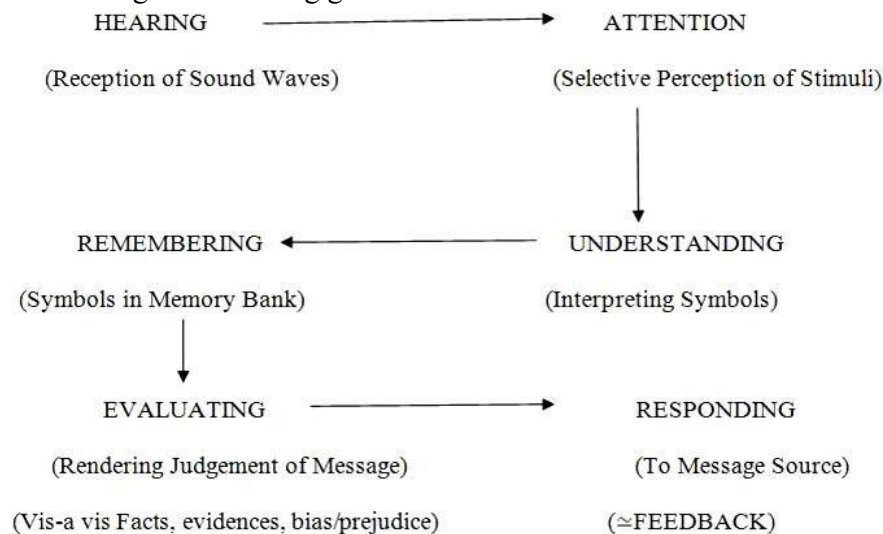 HEARING ATTENTION
(Reception of Sound Waves) (Selective Perception of Stimuli)
REMEMBERING UNDERSTANDING
(Symbols in Memory Bank) (Interpreting Symbols)
EVALUATING RESPONDING
(Rendering Judgement of Message) (To Message Source)
(Vis-a vis Facts, evidences, bias/prejudice) (≃FEEDBACK)